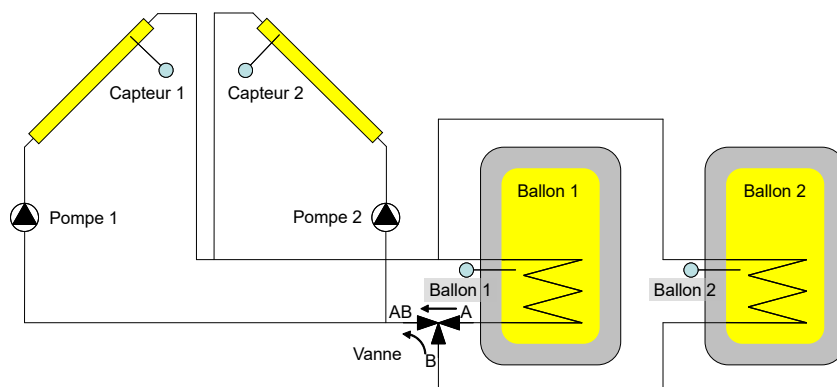 Capteur 1
Capteur 2
Ballon 1
Ballon 2
Pompe 1
Pompe 2
Ballon 1
Ballon 2
AB
A
Vanne
B